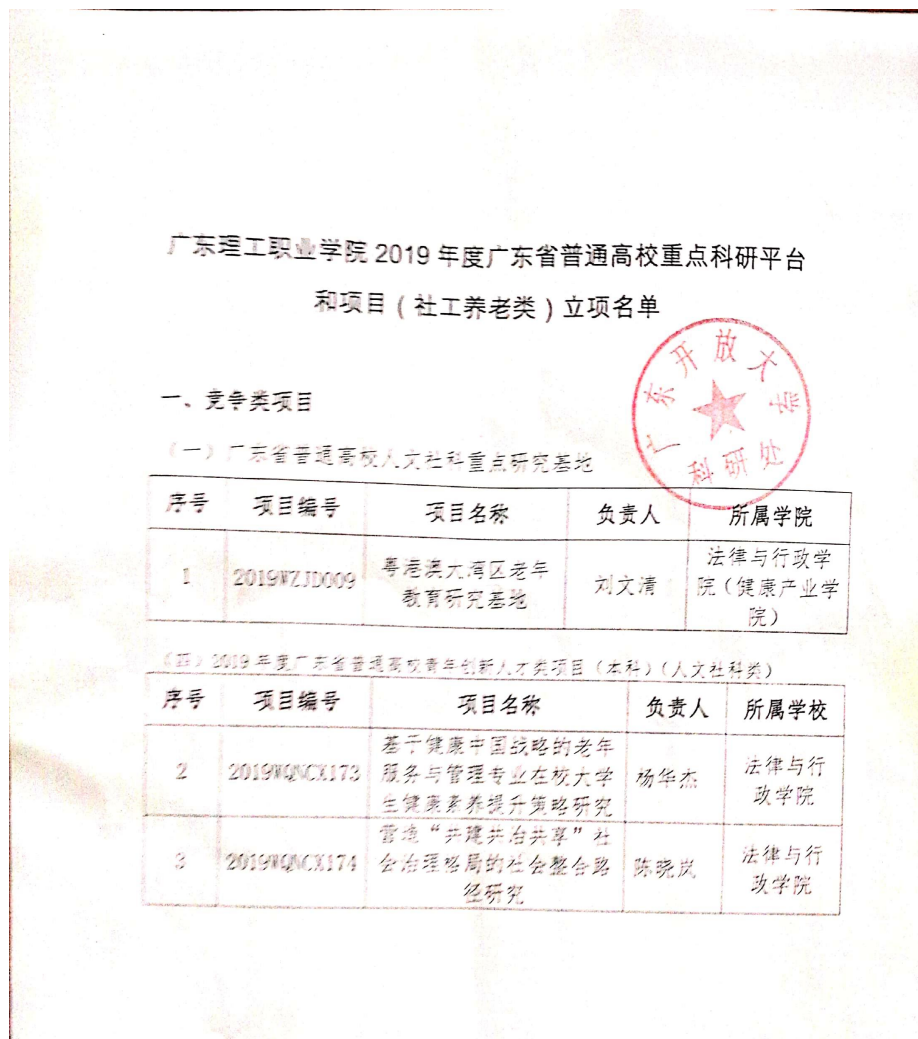 广东理工职业学院 2019 年度广东省普通高校重点科研平台
和项目（社工养老类）立项名单
广东开放大学
科研处
一、竞争类项目
（一）广东省普通高校人文社科重点研究基地
序号 项目编号 项目名称 负责人 所属学院
1 2019WZJD009 粤港澳大湾区老年 刘文清 法律与行政学
教育研究基地 院（健康产业学
院）
（四）2019 年度广东省普通高校青年创新人才类项目（本科）（人文社科类）
序号 项目编号 项目名称 负责人 所属学校
基于健康中国战略的老年
2 2019WQNCX173 服务与管理专业在校大学 杨华杰 法律与行
生健康素养提升策略研究 政学院
营造“共建共治共享”社
3 2019WQNCX174 会治理格局的社会整合路 陈晓岚 法律与行
径研究 政学院